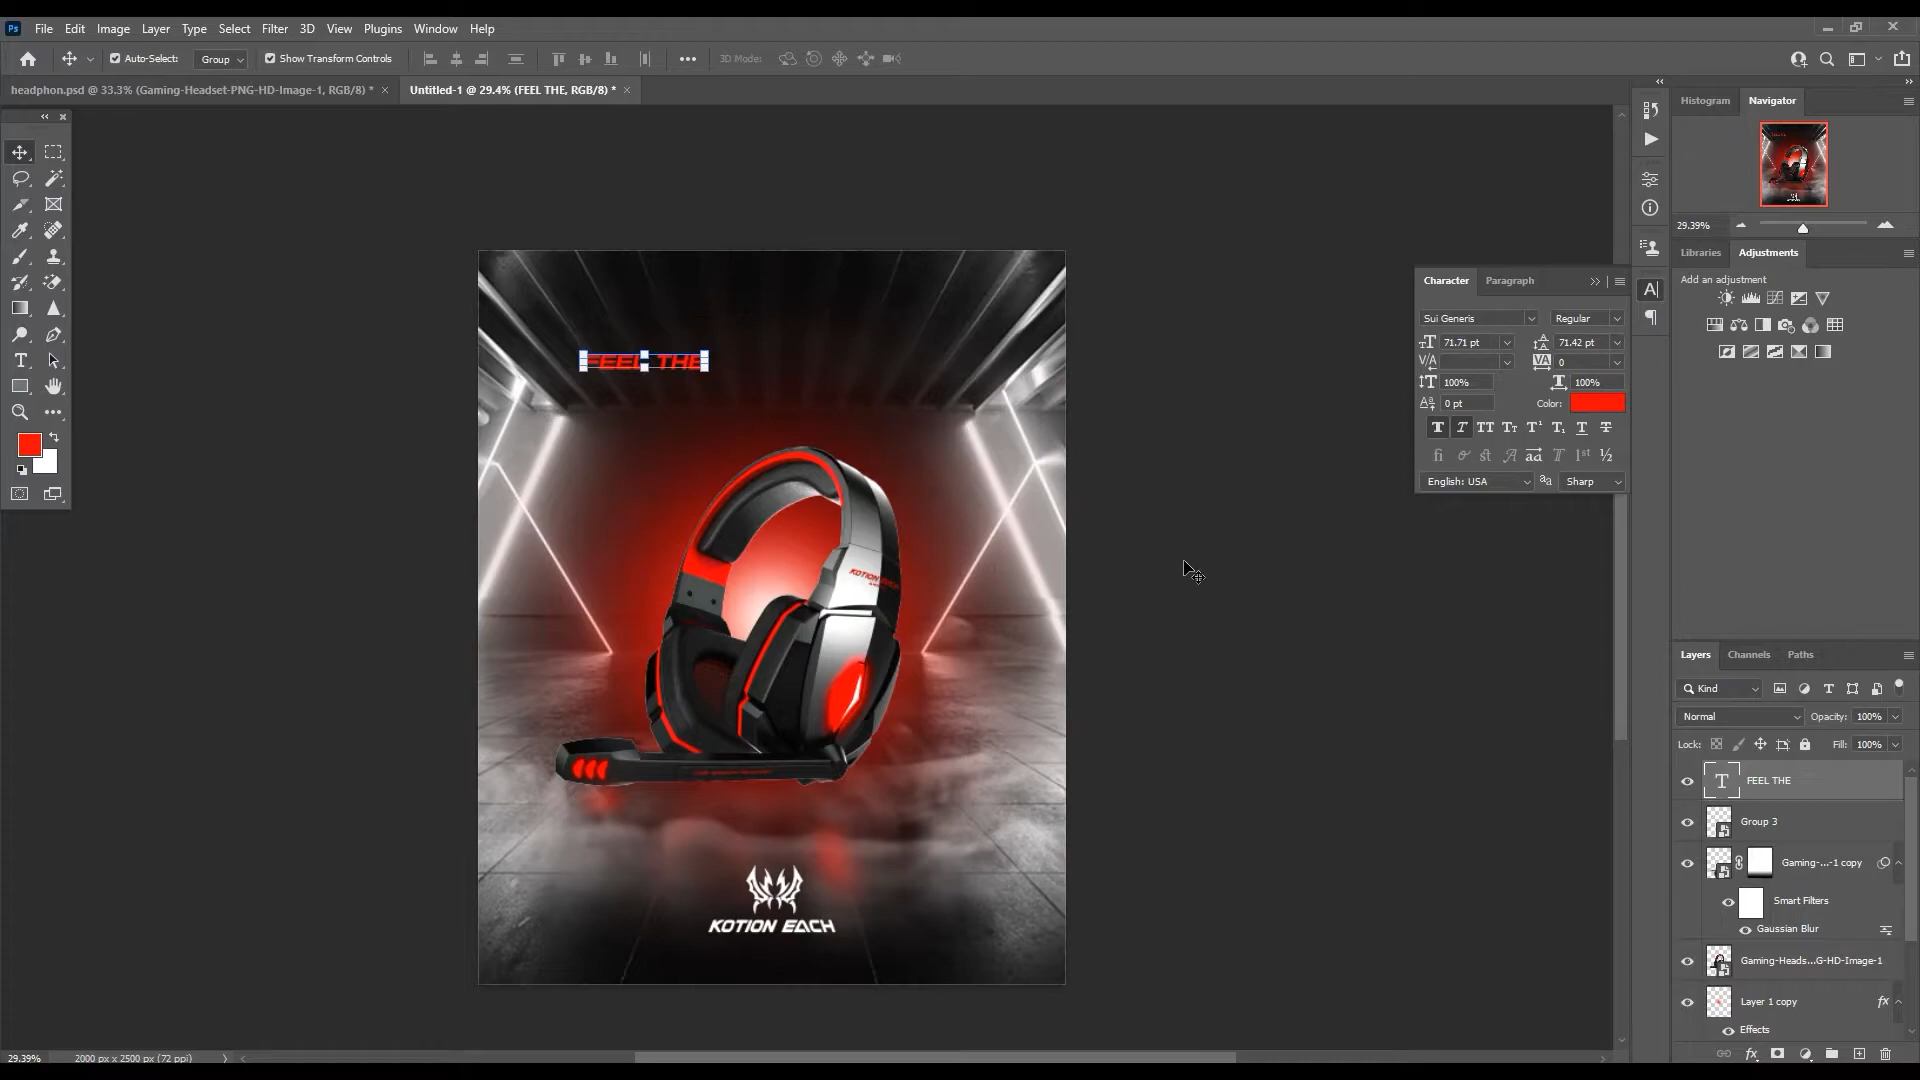 Ps File Edit Image Layer Type Select Filter 3D View Plugins Window Help
Auto-Select: Group Show Transform Controls 3D Mode:
headphon.psd @ 33.3% (Gaming-Headset-PNG-HD-Image-1, RGB/8) *
Untitled-1 @ 29.4% (FEEL THE, RGB/8) *
Histogram Navigator
29.39%
Libraries Adjustments
Add an adjustment
Character Paragraph
Sui Generis Regular
71.71 pt 71.42 pt
0
100% 100%
0 pt Color:
English: USA Sharp
FEEL THE
KOTION EACH
KOTION EACH
Layers Channels Paths
Kind
Normal Opacity: 100%
Lock: Fill: 100%
FEEL THE
Group 3
Gaming-...-1 copy
Smart Filters
Gaussian Blur
Gaming-Heads...G-HD-Image-1
Layer 1 copy fx
Effects
29.39% 2000 px x 2500 px (72 ppi)